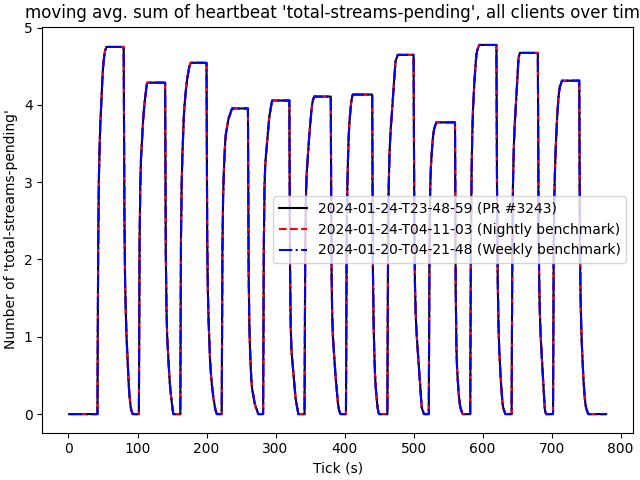 moving avg. sum of heartbeat 'total-streams-pending', all clients over tim
5
4
3
2
1
0
Number of 'total-streams-pending'
2024-01-24-T23-48-59 (PR #3243)
2024-01-24-T04-11-03 (Nightly benchmark)
2024-01-20-T04-21-48 (Weekly benchmark)
0 100 200 300 400 500 600 700 800
Tick (s)